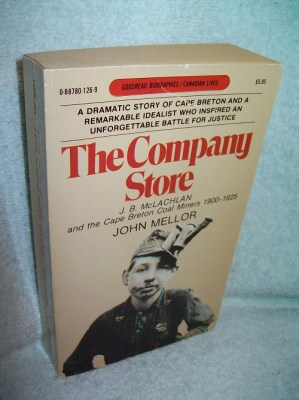 0-88780-126-9
GOODREAD BIOGRAPHIES / CANADIAN LIVES
$5.95
A DRAMATIC STORY OF CAPE BRETON AND A
REMARKABLE IDEALIST WHO INSPIRED AN
UNFORGETTABLE BATTLE FOR JUSTICE
The Company
Store
J. B. McLACHLAN
and the Cape Breton Coal Miners 1900-1925
JOHN MELLOR